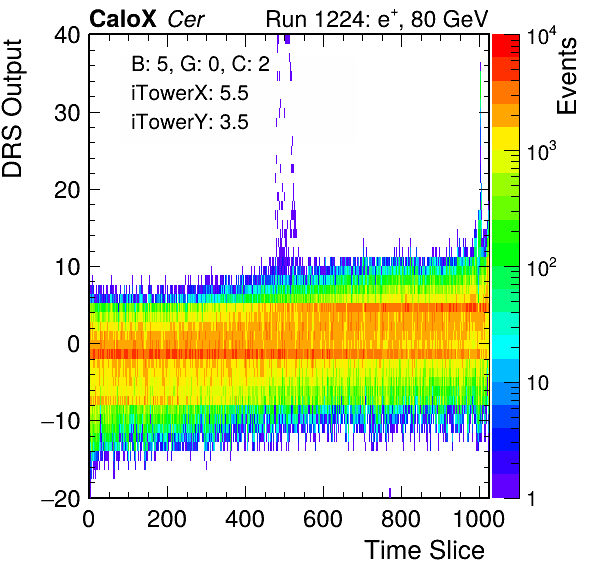 CaloX Cer Run 1224: e+, 80 GeV
B: 5, G: 0, C: 2
iTowerX: 5.5
iTowerY: 3.5
DRS Output
40
30
20
10
0
−10
−20
0 200 400 600 800 1000
Time Slice
Events
10^4
10^3
10^2
10
1